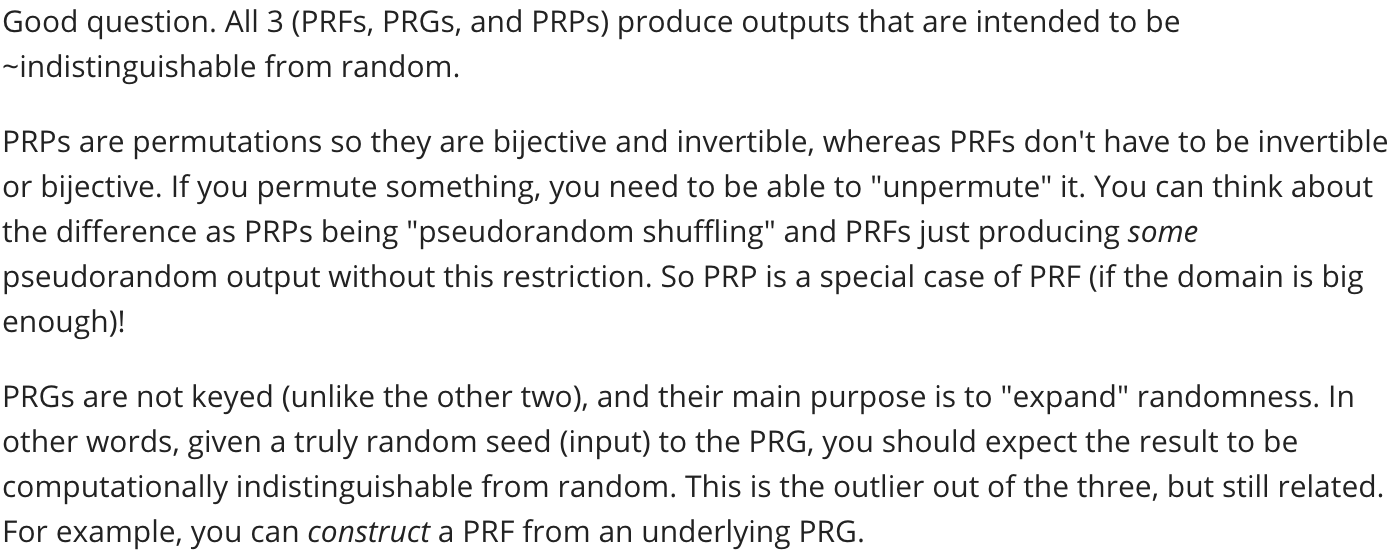 Good question. All 3 (PRFs, PRGs, and PRPs) produce outputs that are intended to be
~indistinguishable from random.
PRPs are permutations so they are bijective and invertible, whereas PRFs don't have to be invertible
or bijective. If you permute something, you need to be able to "unpermute" it. You can think about
the difference as PRPs being "pseudorandom shuffling" and PRFs just producing some
pseudorandom output without this restriction. So PRP is a special case of PRF (if the domain is big
enough)!
PRGs are not keyed (unlike the other two), and their main purpose is to "expand" randomness. In
other words, given a truly random seed (input) to the PRG, you should expect the result to be
computationally indistinguishable from random. This is the outlier out of the three, but still related.
For example, you can construct a PRF from an underlying PRG.